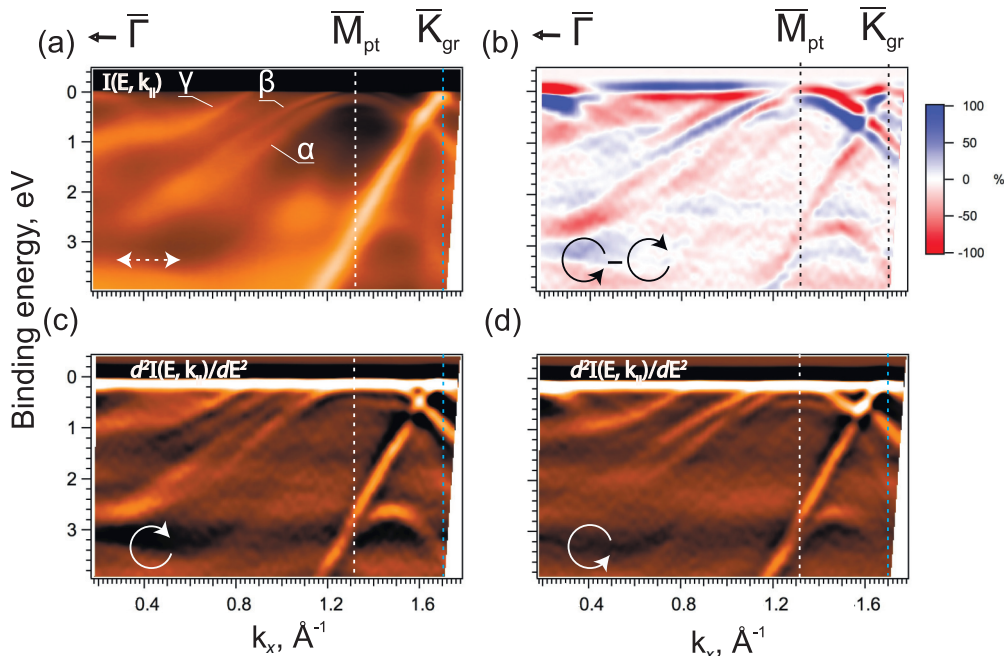 (a) ← Γ̅ M̅pt K̅gr
(b) ← Γ̅ M̅pt K̅gr
I(E, k||) γ β
α
0
1
2
3
100
50
0
-50
-100
%
−
Binding energy, eV
(c) (d)
d²I(E, k||)/dE² d²I(E, k||)/dE²
0
1
2
3
0.4 0.8 1.2 1.6 0.4 0.8 1.2 1.6
kx, Å⁻¹ kx, Å⁻¹